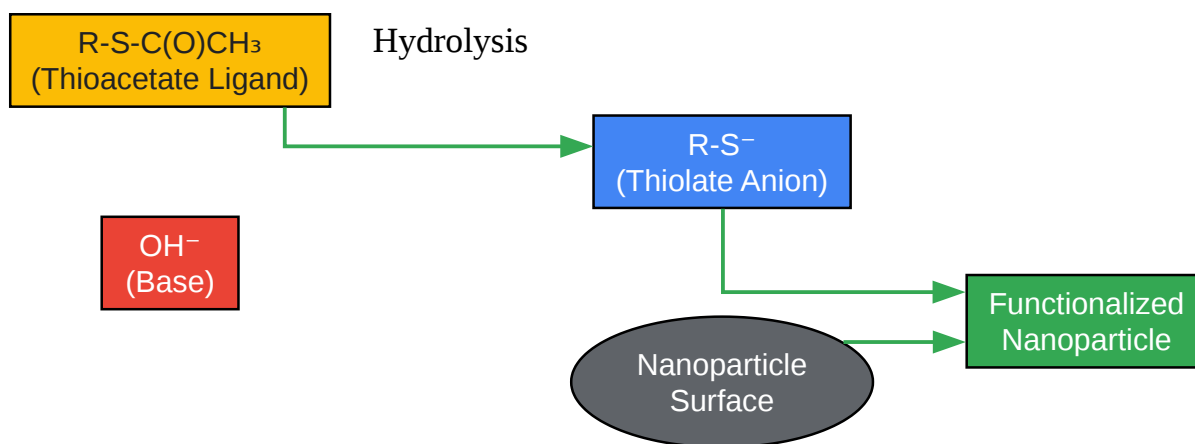 R-S-C(O)CH₃
(Thioacetate Ligand)
Hydrolysis
R-S⁻
(Thiolate Anion)
OH⁻
(Base)
Functionalized
Nanoparticle
Nanoparticle
Surface